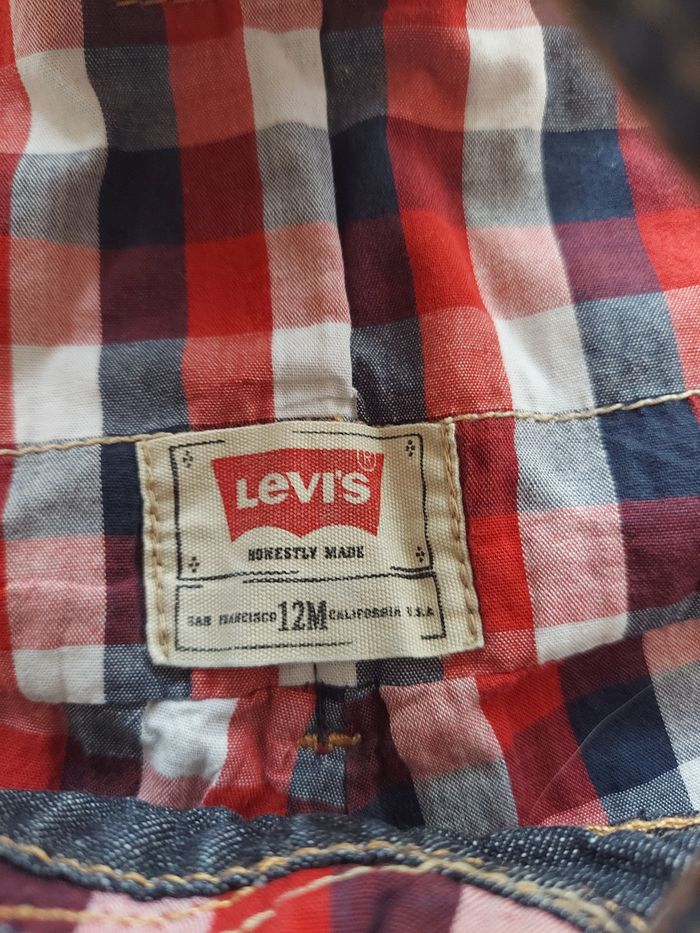 LEVI'S ®
HONESTLY MADE
SAN FRANCISCO 12M CALIFORNIA U.S.A.